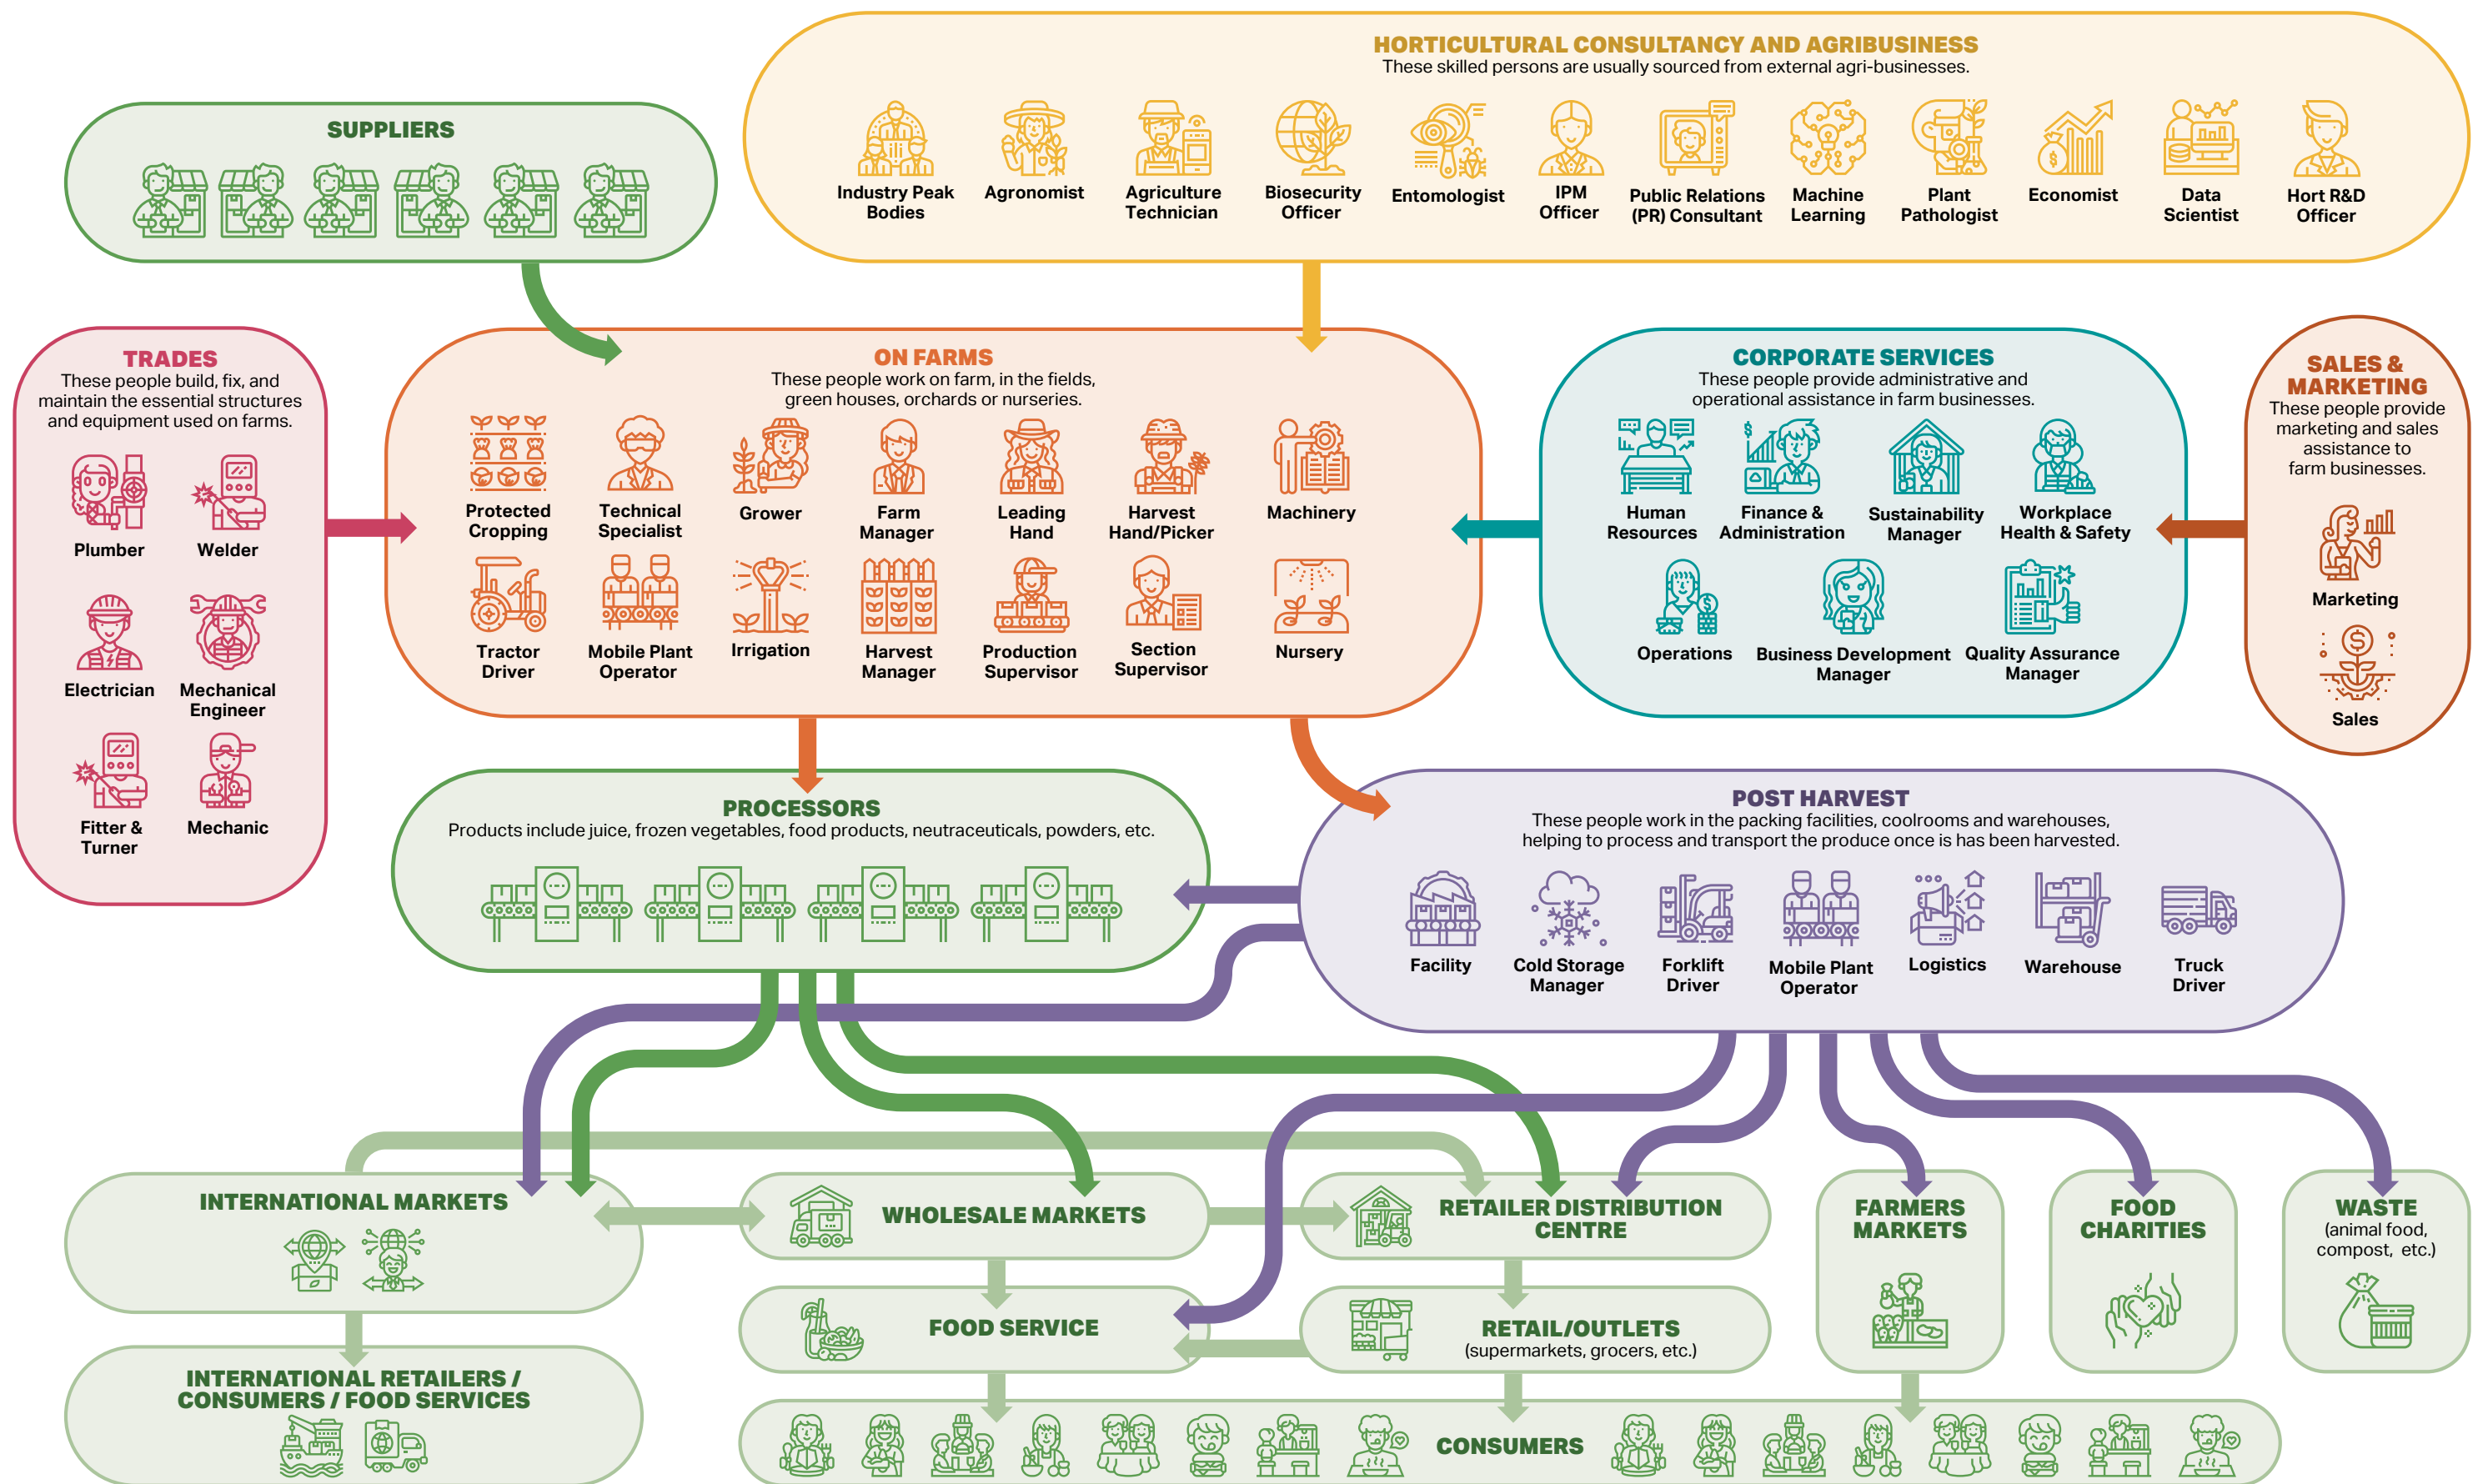 HORTICULTURAL CONSULTANCY AND AGRIBUSINESS
These skilled persons are usually sourced from external agri-businesses.
Industry Peak
Bodies
Agronomist
Agriculture
Technician
Biosecurity
Officer
Entomologist
IPM
Officer
Public Relations
(PR) Consultant
Machine
Learning
Plant
Pathologist
Economist
Data
Scientist
Hort R&D
Officer
SUPPLIERS
TRADES
These people build, fix, and
maintain the essential structures
and equipment used on farms.
Plumber
Welder
Electrician
Mechanical
Engineer
Fitter &
Turner
Mechanic
ON FARMS
These people work on farm, in the fields,
green houses, orchards or nurseries.
Protected
Cropping
Technical
Specialist
Grower
Farm
Manager
Leading
Hand
Harvest
Hand/Picker
Machinery
Tractor
Driver
Mobile Plant
Operator
Irrigation
Harvest
Manager
Production
Supervisor
Section
Supervisor
Nursery
CORPORATE SERVICES
These people provide administrative and
operational assistance in farm businesses.
Human
Resources
Finance &
Administration
Sustainability
Manager
Workplace
Health & Safety
Operations
Business Development
Manager
Quality Assurance
Manager
SALES &
MARKETING
These people provide
marketing and sales
assistance to
farm businesses.
Marketing
Sales
PROCESSORS
Products include juice, frozen vegetables, food products, neutraceuticals, powders, etc.
POST HARVEST
These people work in the packing facilities, coolrooms and warehouses,
helping to process and transport the produce once is has been harvested.
Facility
Cold Storage
Manager
Forklift
Driver
Mobile Plant
Operator
Logistics
Warehouse
Truck
Driver
INTERNATIONAL MARKETS
WHOLESALE MARKETS
RETAILER DISTRIBUTION
CENTRE
FARMERS
MARKETS
FOOD
CHARITIES
WASTE
(animal food,
compost, etc.)
FOOD SERVICE
RETAIL/OUTLETS
(supermarkets, grocers, etc.)
INTERNATIONAL RETAILERS /
CONSUMERS / FOOD SERVICES
CONSUMERS